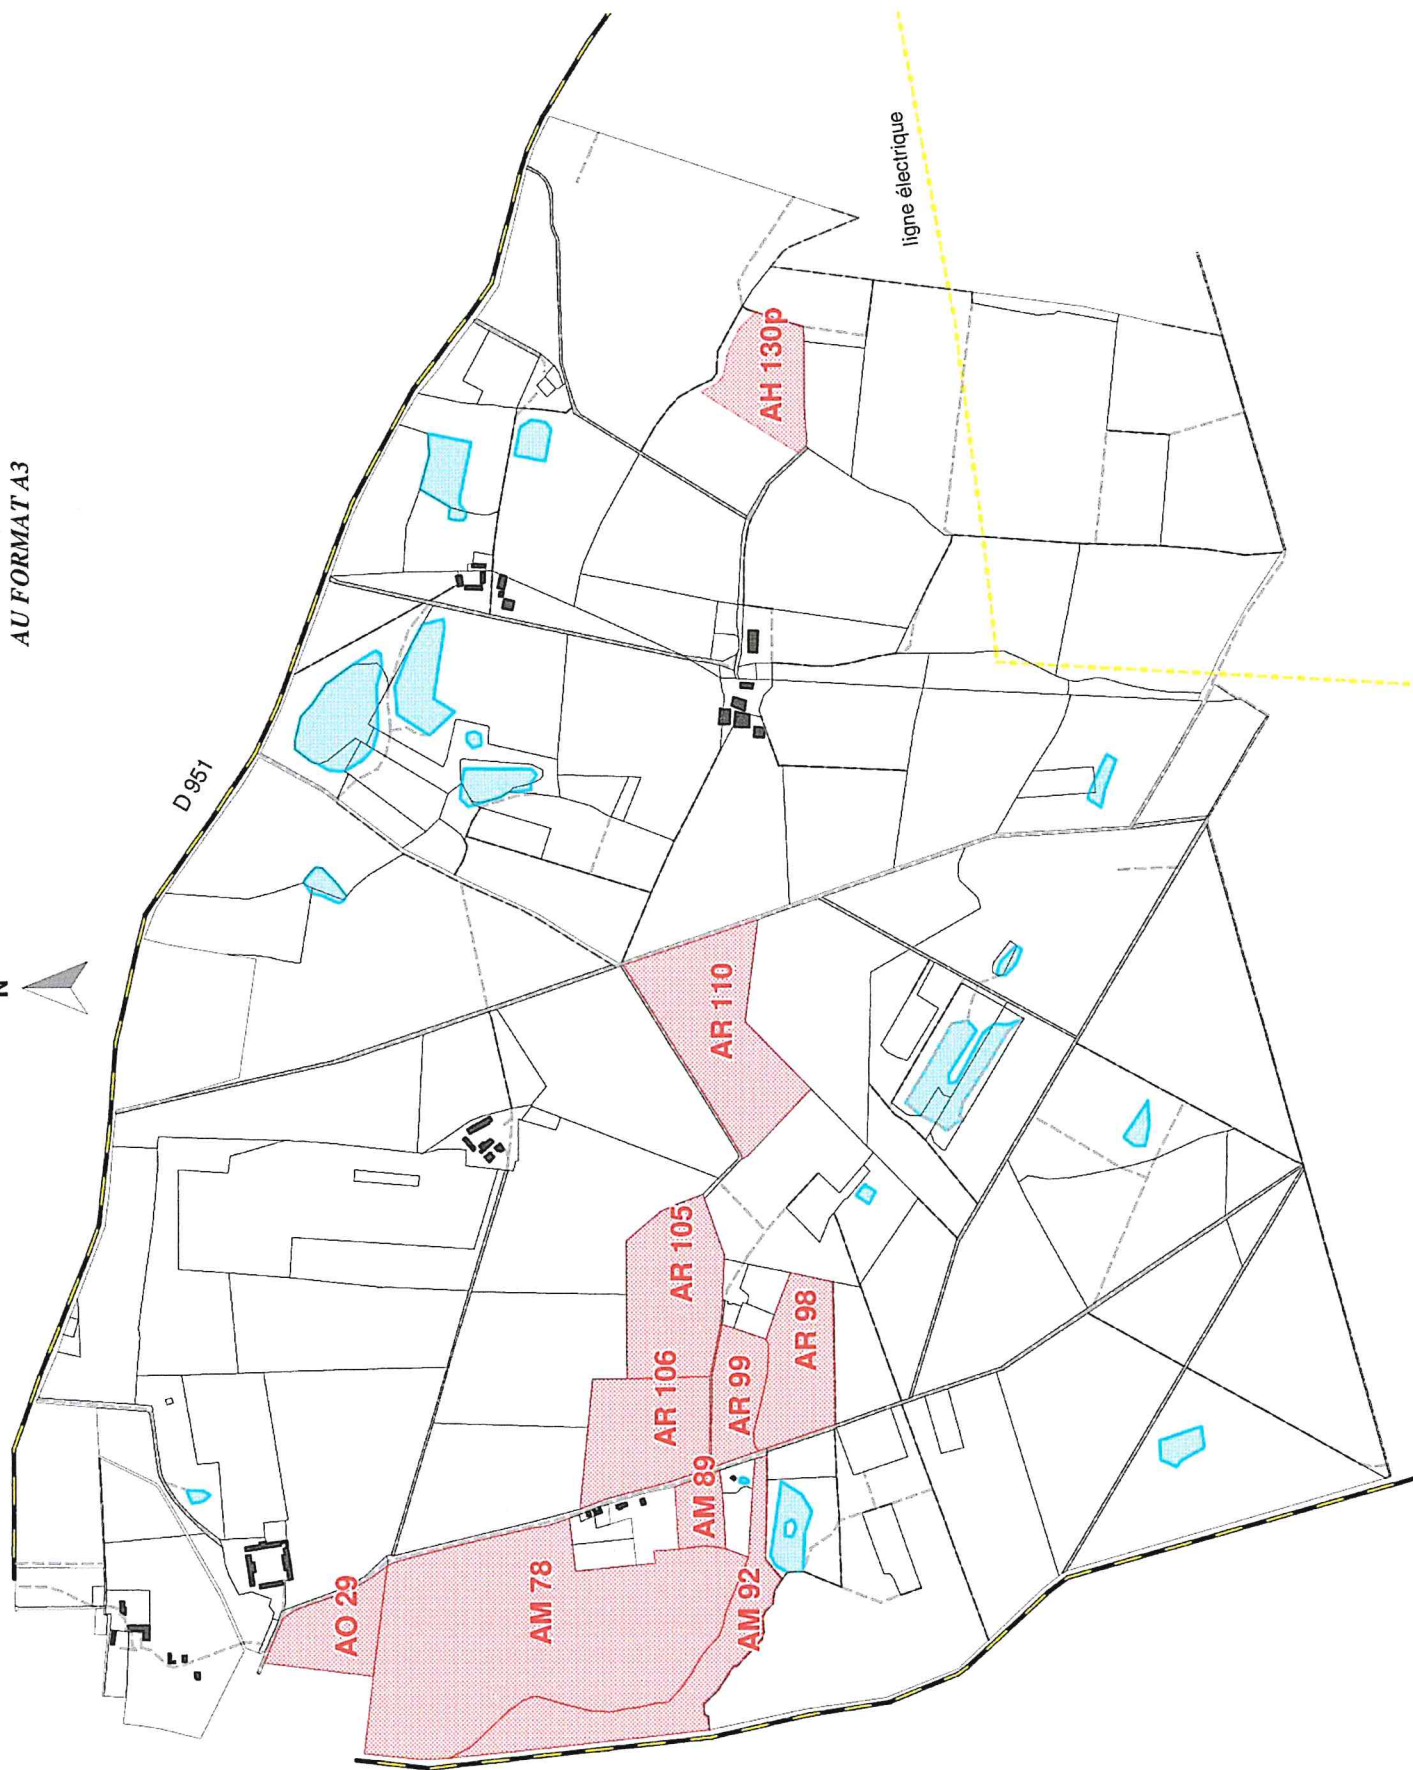 AU FORMAT A3
N
D 951
ligne électrique
AH 130p
AR 110
AR 105
AR 106
AR 98
AR 99
AM 89
AM 92
AM 78
AO 29